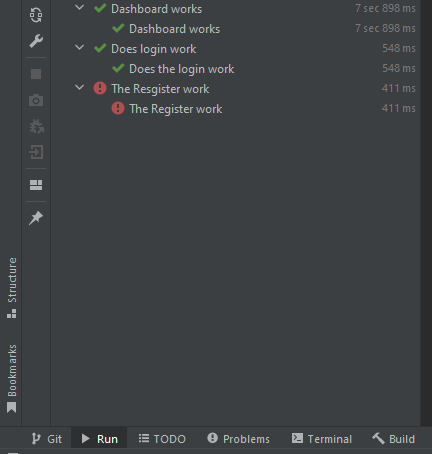 Dashboard works 7 sec 898 ms
Dashboard works 7 sec 898 ms
Does login work 548 ms
Does the login work 548 ms
The Resgister work 411 ms
The Register work 411 ms
Structure
Bookmarks
Git Run TODO Problems Terminal Build